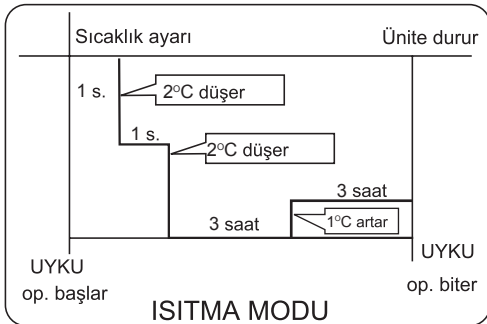 Sıcaklık ayarı
Ünite durur
1 s.
2°C düşer
1 s.
2°C düşer
3 saat
3 saat
1°C artar
UYKU
op. başlar
UYKU
op. biter
ISITMA MODU